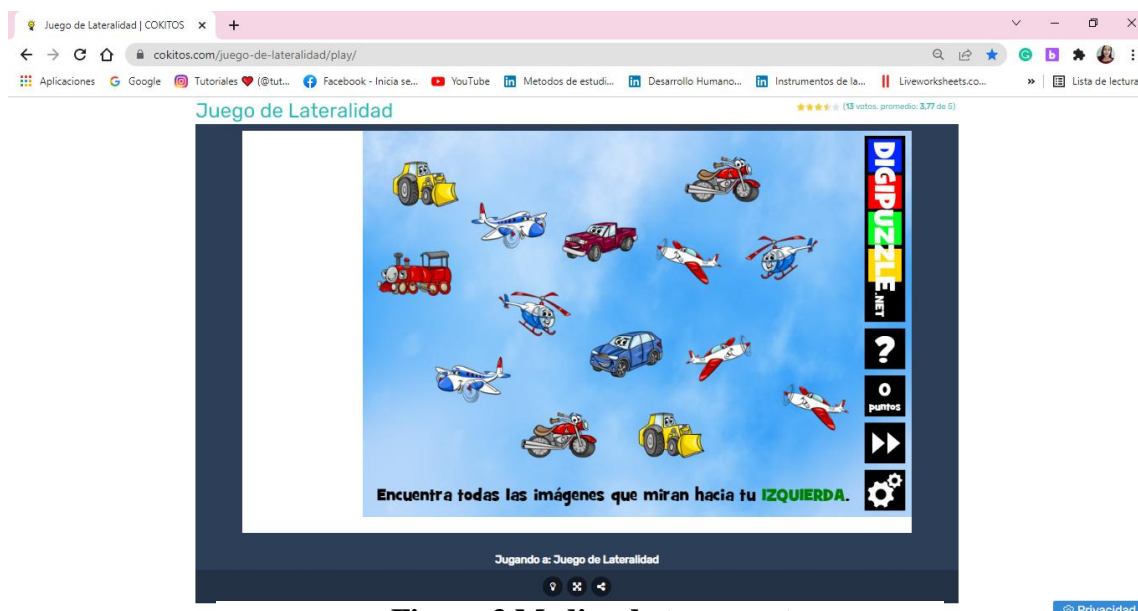 Juego de Lateralidad | COKITOS
cokitos.com/juego-de-lateralidad/play/
Aplicaciones Google Tutoriales (@tut... Facebook - Inicia se... YouTube Metodos de estudi... Desarrollo Humano... Instrumentos de la... Liveworksheets.co... » Lista de lectura
Juego de Lateralidad
(13 votos, promedio: 3,77 de 5)
DIGIPUZZLE.NET
?
0
puntos
Encuentra todas las imágenes que miran hacia tu IZQUIERDA.
Jugando a: Juego de Lateralidad
Privacidad